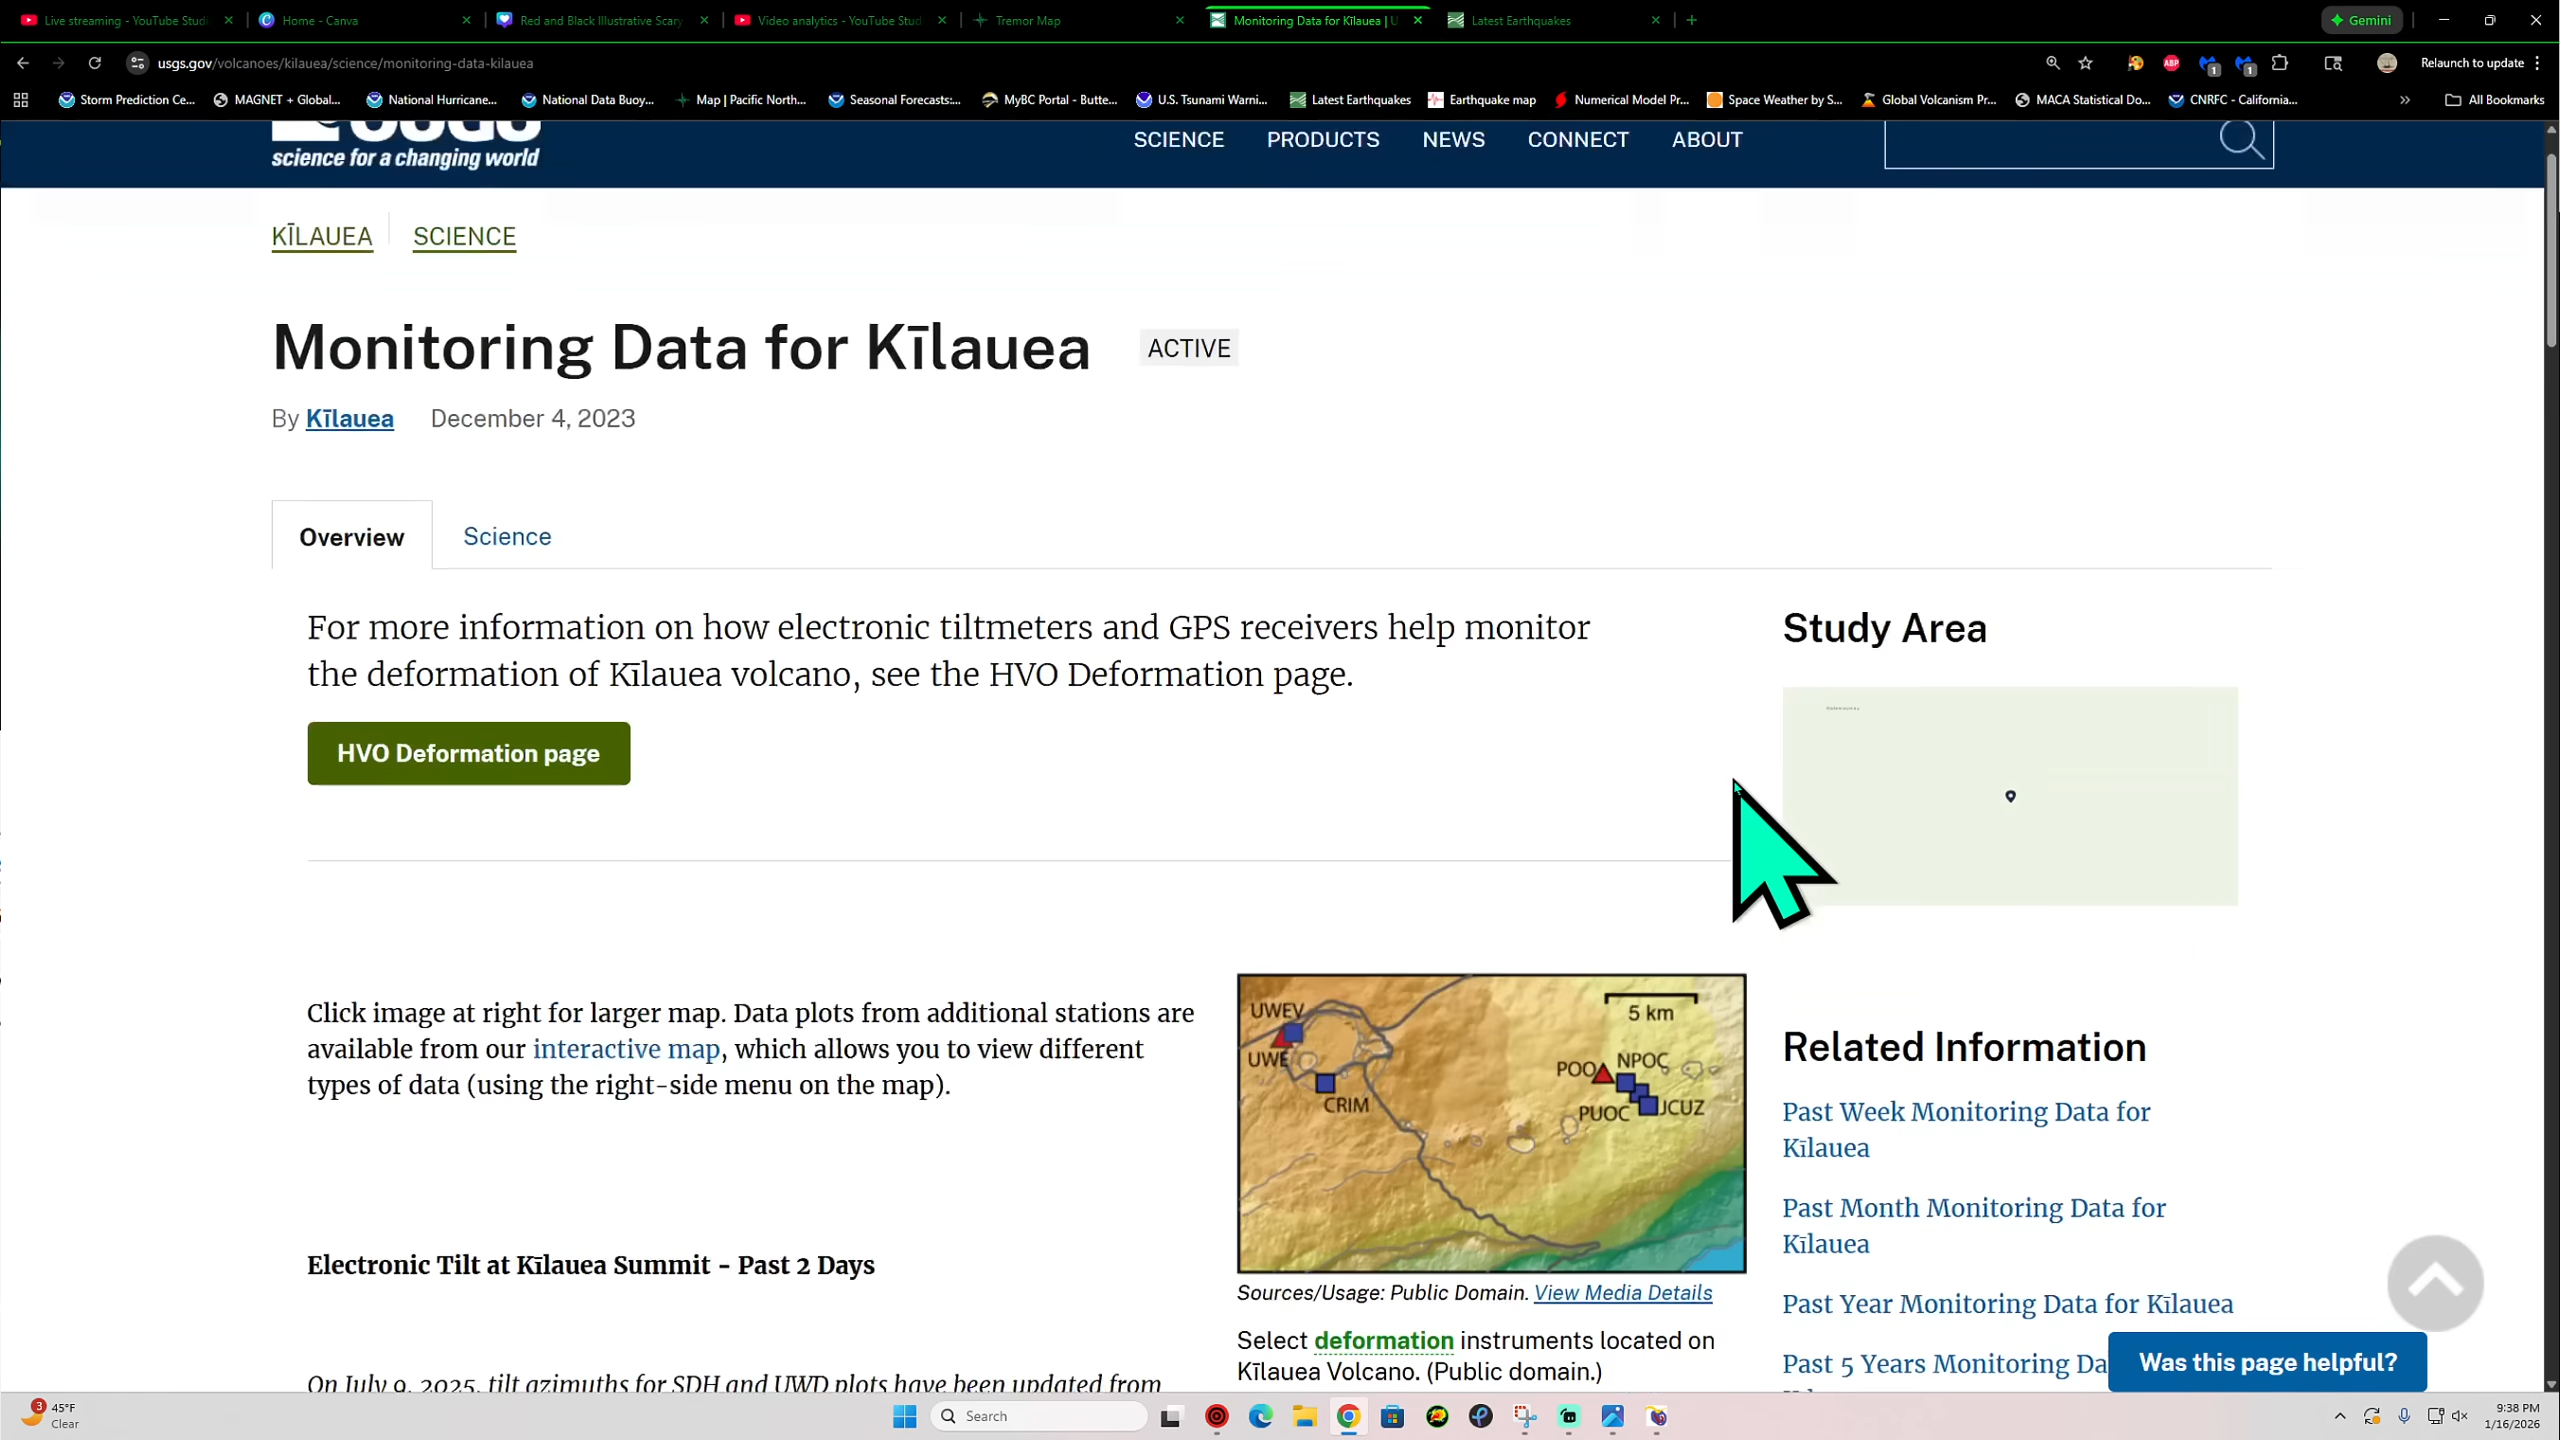 Live streaming - YouTube Studi
Home - Canva
Red and Black Illustrative Scary
Video analytics - YouTube Stud
Tremor Map
Monitoring Data for Kīlauea | U
Latest Earthquakes
Gemini
usgs.gov/volcanoes/kilauea/science/monitoring-data-kilauea
ABP
1
1
Relaunch to update
Storm Prediction Ce...
MAGNET + Global...
National Hurricane...
National Data Buoy...
Map | Pacific North...
Seasonal Forecasts:...
MyBC Portal - Butte...
U.S. Tsunami Warni...
Latest Earthquakes
Earthquake map
Numerical Model Pr...
Space Weather by S...
Global Volcanism Pr...
MACA Statistical Do...
CNRFC - California...
All Bookmarks
science for a changing world
SCIENCE
PRODUCTS
NEWS
CONNECT
ABOUT
KĪLAUEA
SCIENCE
Monitoring Data for Kīlauea
ACTIVE
By Kīlauea
December 4, 2023
Overview
Science
For more information on how electronic tiltmeters and GPS receivers help monitor
the deformation of Kīlauea volcano, see the HVO Deformation page.
HVO Deformation page
Study Area
Click image at right for larger map. Data plots from additional stations are
available from our interactive map, which allows you to view different
types of data (using the right-side menu on the map).
UWEV
UWE
CRIM
5 km
POO
NPOC
PUOC
JCUZ
Sources/Usage: Public Domain. View Media Details
Select deformation instruments located on
Kīlauea Volcano. (Public domain.)
Electronic Tilt at Kīlauea Summit - Past 2 Days
On July 9, 2025, tilt azimuths for SDH and UWD plots have been updated from
Related Information
Past Week Monitoring Data for
Kīlauea
Past Month Monitoring Data for
Kīlauea
Past Year Monitoring Data for Kīlauea
Past 5 Years Monitoring Da
Was this page helpful?
3
45°F
Clear
Search
9:38 PM
1/16/2026